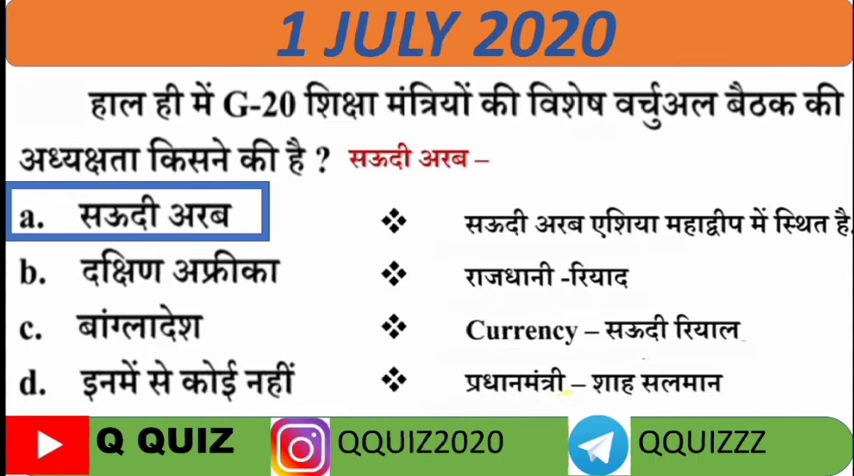 1 JULY 2020
हाल ही में G-20 शिक्षा मंत्रियों की विशेष वर्चुअल बैठक की
अध्यक्षता किसने की है ? सऊदी अरब –
a. सऊदी अरब
❖ सऊदी अरब एशिया महाद्वीप में स्थित है.
b. दक्षिण अफ्रीका
❖ राजधानी -रियाद
c. बांग्लादेश
❖ Currency – सऊदी रियाल
d. इनमें से कोई नहीं
❖ प्रधानमंत्री – शाह सलमान
Q QUIZ QQUIZ2020 QQUIZZZ